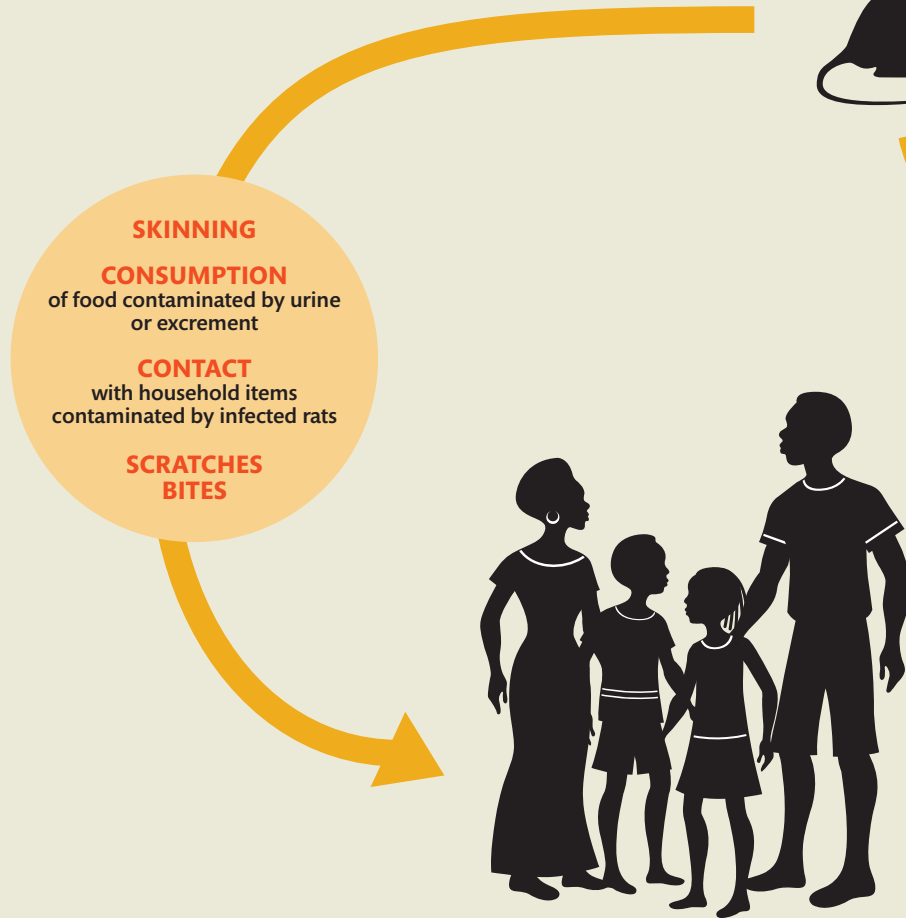 SKINNING
CONSUMPTION
of food contaminated by urine
or excrement
CONTACT
with household items
contaminated by infected rats
SCRATCHES
BITES